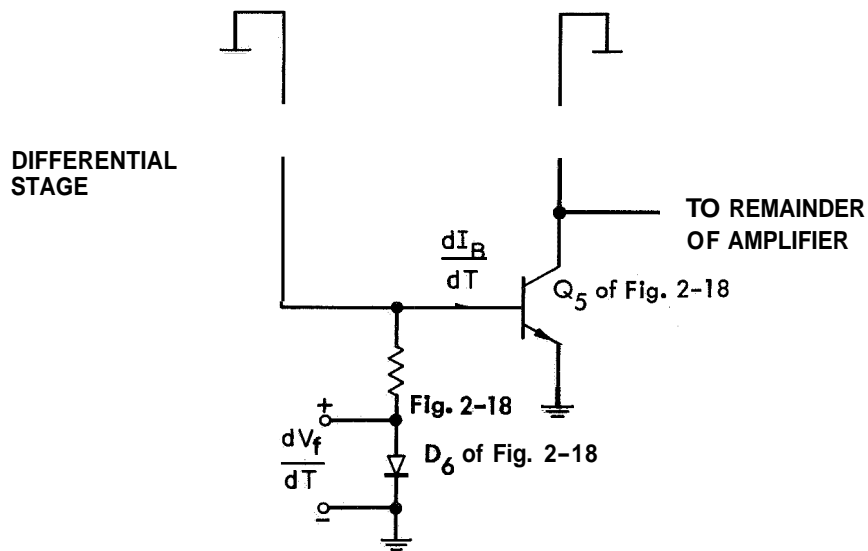 DIFFERENTIAL
STAGE
TO REMAINDER
OF AMPLIFIER
dI_B
dT
Q_5 of Fig. 2-18
Fig. 2-18
+
dV_f
dT
D_6 of Fig. 2-18
-